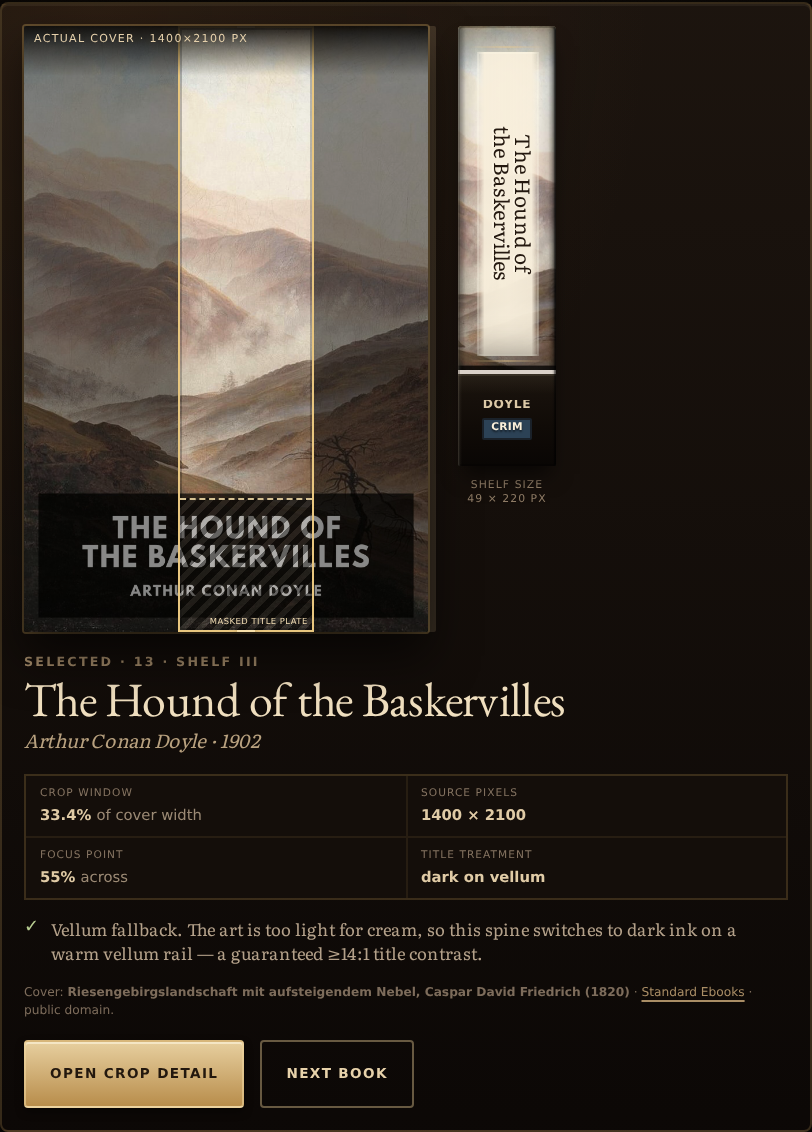 ACTUAL COVER · 1400×2100 PX
THE HOUND OF
THE BASKERVILLES
ARTHUR CONAN DOYLE
MASKED TITLE PLATE
The Hound of
the Baskervilles
DOYLE
CRIM
SHELF SIZE
49 × 220 PX
SELECTED · 13 · SHELF III
The Hound of the Baskervilles
Arthur Conan Doyle · 1902
CROP WINDOW
33.4% of cover width
SOURCE PIXELS
1400 × 2100
FOCUS POINT
55% across
TITLE TREATMENT
dark on vellum
✓ Vellum fallback. The art is too light for cream, so this spine switches to dark ink on a
warm vellum rail — a guaranteed ≥14:1 title contrast.
Cover: Riesengebirgslandschaft mit aufsteigendem Nebel, Caspar David Friedrich (1820) · Standard Ebooks ·
public domain.
OPEN CROP DETAIL
NEXT BOOK